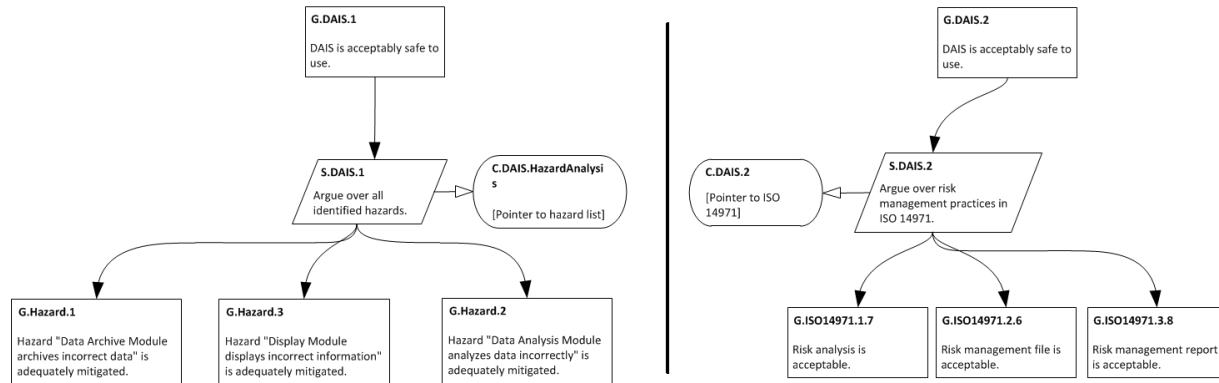 G.DAIS.1
DAIS is acceptably safe to
use.
S.DAIS.1
Argue over all
identified hazards.
C.DAIS.HazardAnalysi
s
[Pointer to hazard list]
G.Hazard.1
Hazard "Data Archive Module
archives incorrect data" is
adequately mitigated.
G.Hazard.3
Hazard "Display Module
displays incorrect information"
is adequately mitigated.
G.Hazard.2
Hazard "Data Analysis Module
analyzes data incorrectly" is
adequately mitigated.
G.DAIS.2
DAIS is acceptably safe to
use.
C.DAIS.2
[Pointer to ISO
14971]
S.DAIS.2
Argue over risk
management practices in
ISO 14971.
G.ISO14971.1.7
Risk analysis is
acceptable.
G.ISO14971.2.6
Risk management file is
acceptable.
G.ISO14971.3.8
Risk management report
is acceptable.